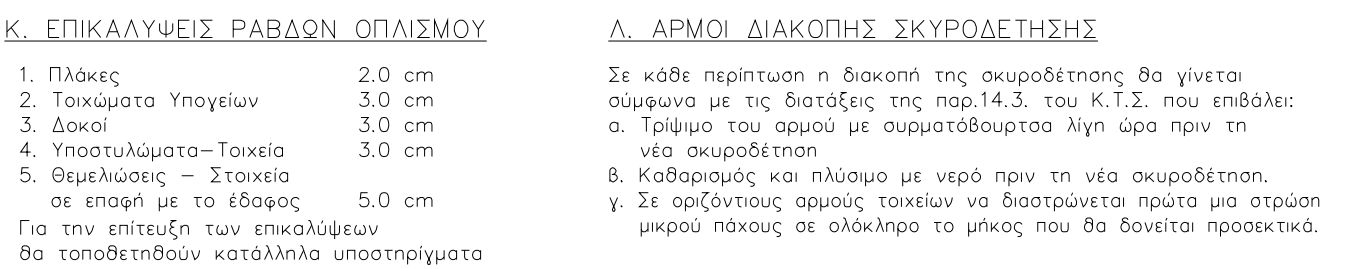 Κ. ΕΠΙΚΑΛΥΨΕΙΣ ΡΑΒΔΩΝ ΟΠΛΙΣΜΟΥ
1. Πλάκες 2.0 cm
2. Τοιχώματα Υπογείων 3.0 cm
3. Δοκοί 3.0 cm
4. Υποστυλώματα–Τοιχεία 3.0 cm
5. Θεμελιώσεις – Στοιχεία
σε επαφή με το έδαφος 5.0 cm
Για την επίτευξη των επικαλύψεων
θα τοποθετηθούν κατάλληλα υποστηρίγματα
Λ. ΑΡΜΟΙ ΔΙΑΚΟΠΗΣ ΣΚΥΡΟΔΕΤΗΣΗΣ
Σε κάθε περίπτωση η διακοπή της σκυροδέτησης θα γίνεται
σύμφωνα με τις διατάξεις της παρ.14.3. του Κ.Τ.Σ. που επιβάλει:
α. Τρίψιμο του αρμού με συρματόβουρτσα λίγη ώρα πριν τη
νέα σκυροδέτηση
β. Καθαρισμός και πλύσιμο με νερό πριν τη νέα σκυροδέτηση.
γ. Σε οριζόντιους αρμούς τοιχείων να διαστρώνεται πρώτα μια στρώση
μικρού πάχους σε ολόκληρο το μήκος που θα δονείται προσεκτικά.